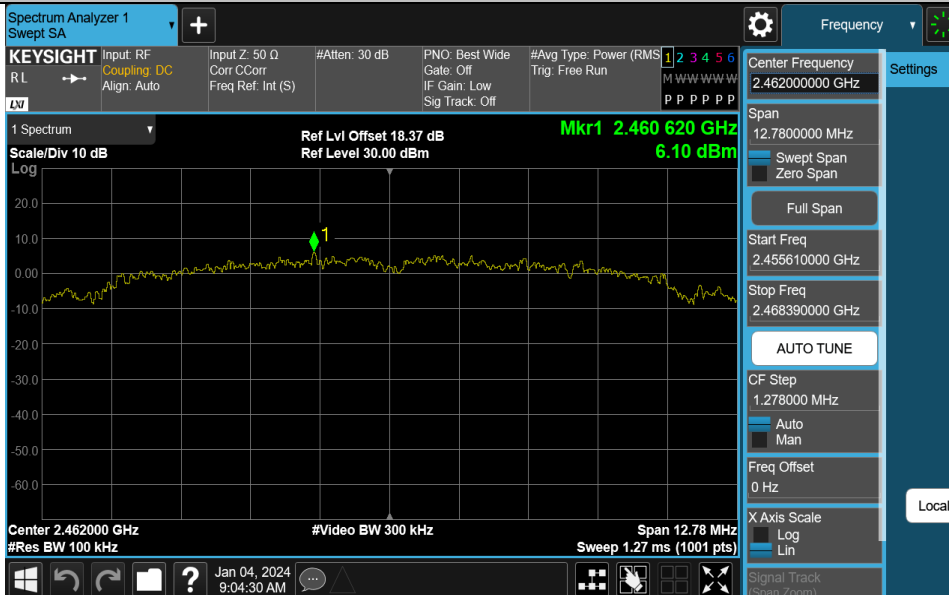 Spectrum Analyzer 1
Swept SA
Frequency
KEYSIGHT
RL
LXI
Input: RF
Coupling: DC
Align: Auto
Input Z: 50 Ω
Corr CCorr
Freq Ref: Int (S)
#Atten: 30 dB
PNO: Best Wide
Gate: Off
IF Gain: Low
Sig Track: Off
#Avg Type: Power (RMS
Trig: Free Run
1 2 3 4 5 6
M W W W W W
P P P P P P
1 Spectrum
Scale/Div 10 dB
Ref Lvl Offset 18.37 dB
Ref Level 30.00 dBm
Mkr1 2.460 620 GHz
6.10 dBm
Log
20.0
10.0
0.00
-10.0
-20.0
-30.0
-40.0
-50.0
-60.0
1
Center 2.462000 GHz
#Video BW 300 kHz
Span 12.78 MHz
#Res BW 100 kHz
Sweep 1.27 ms (1001 pts)
Jan 04, 2024
9:04:30 AM
Center Frequency
2.462000000 GHz
Settings
Span
12.7800000 MHz
Swept Span
Zero Span
Full Span
Start Freq
2.455610000 GHz
Stop Freq
2.468390000 GHz
AUTO TUNE
CF Step
1.278000 MHz
Auto
Man
Freq Offset
0 Hz
Local
X Axis Scale
Log
Lin
Signal Track
(Span Zoom)